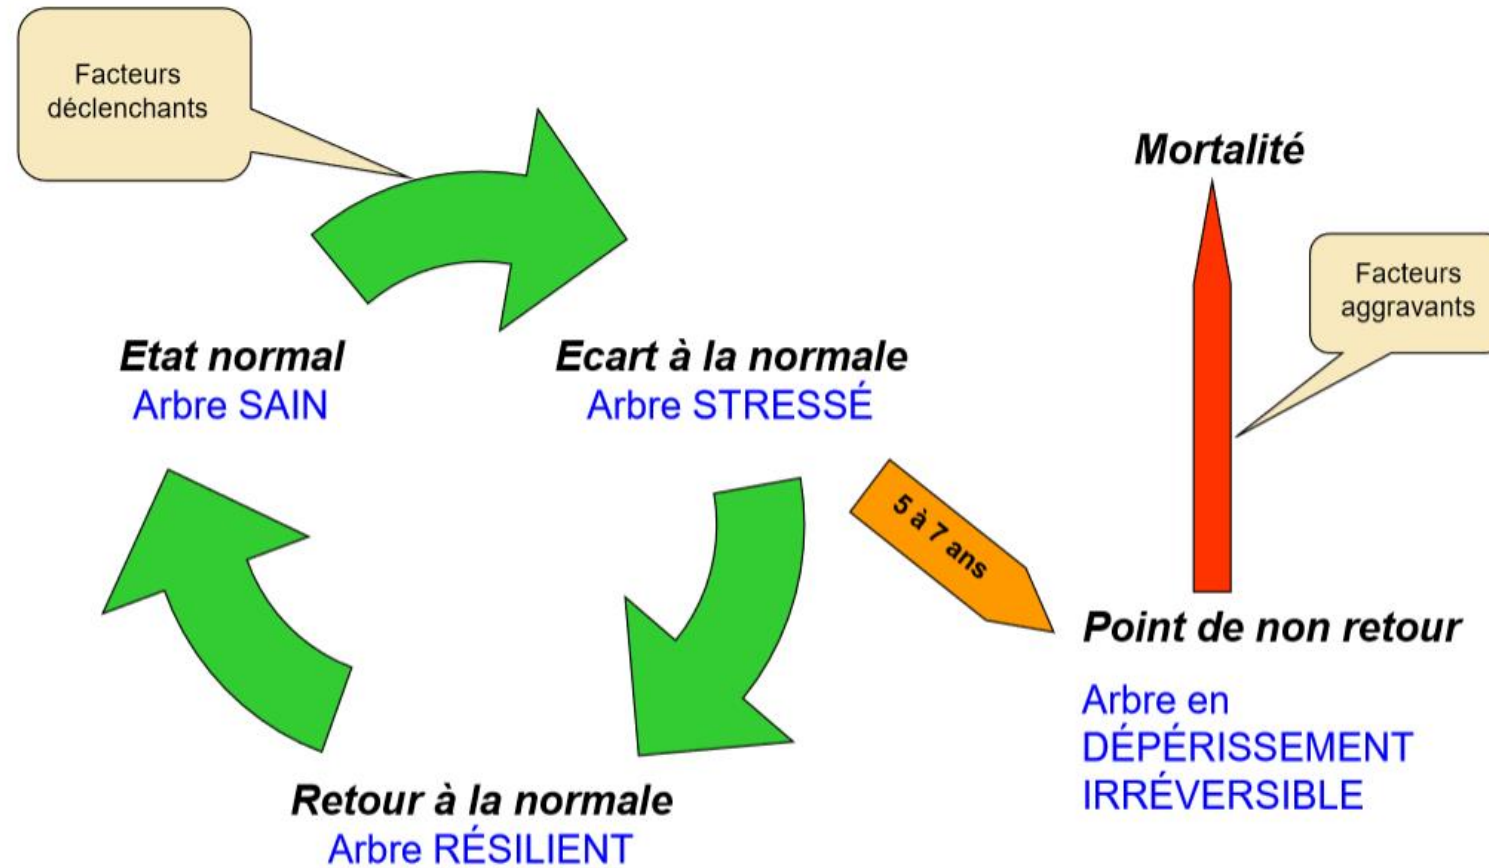 Facteurs
déclenchants
Mortalité
Facteurs
aggravants
Etat normal
Arbre SAIN
Ecart à la normale
Arbre STRESSÉ
5 à 7 ans
Point de non retour
Arbre en
DÉPÉRISSEMENT
IRRÉVERSIBLE
Retour à la normale
Arbre RÉSILIENT